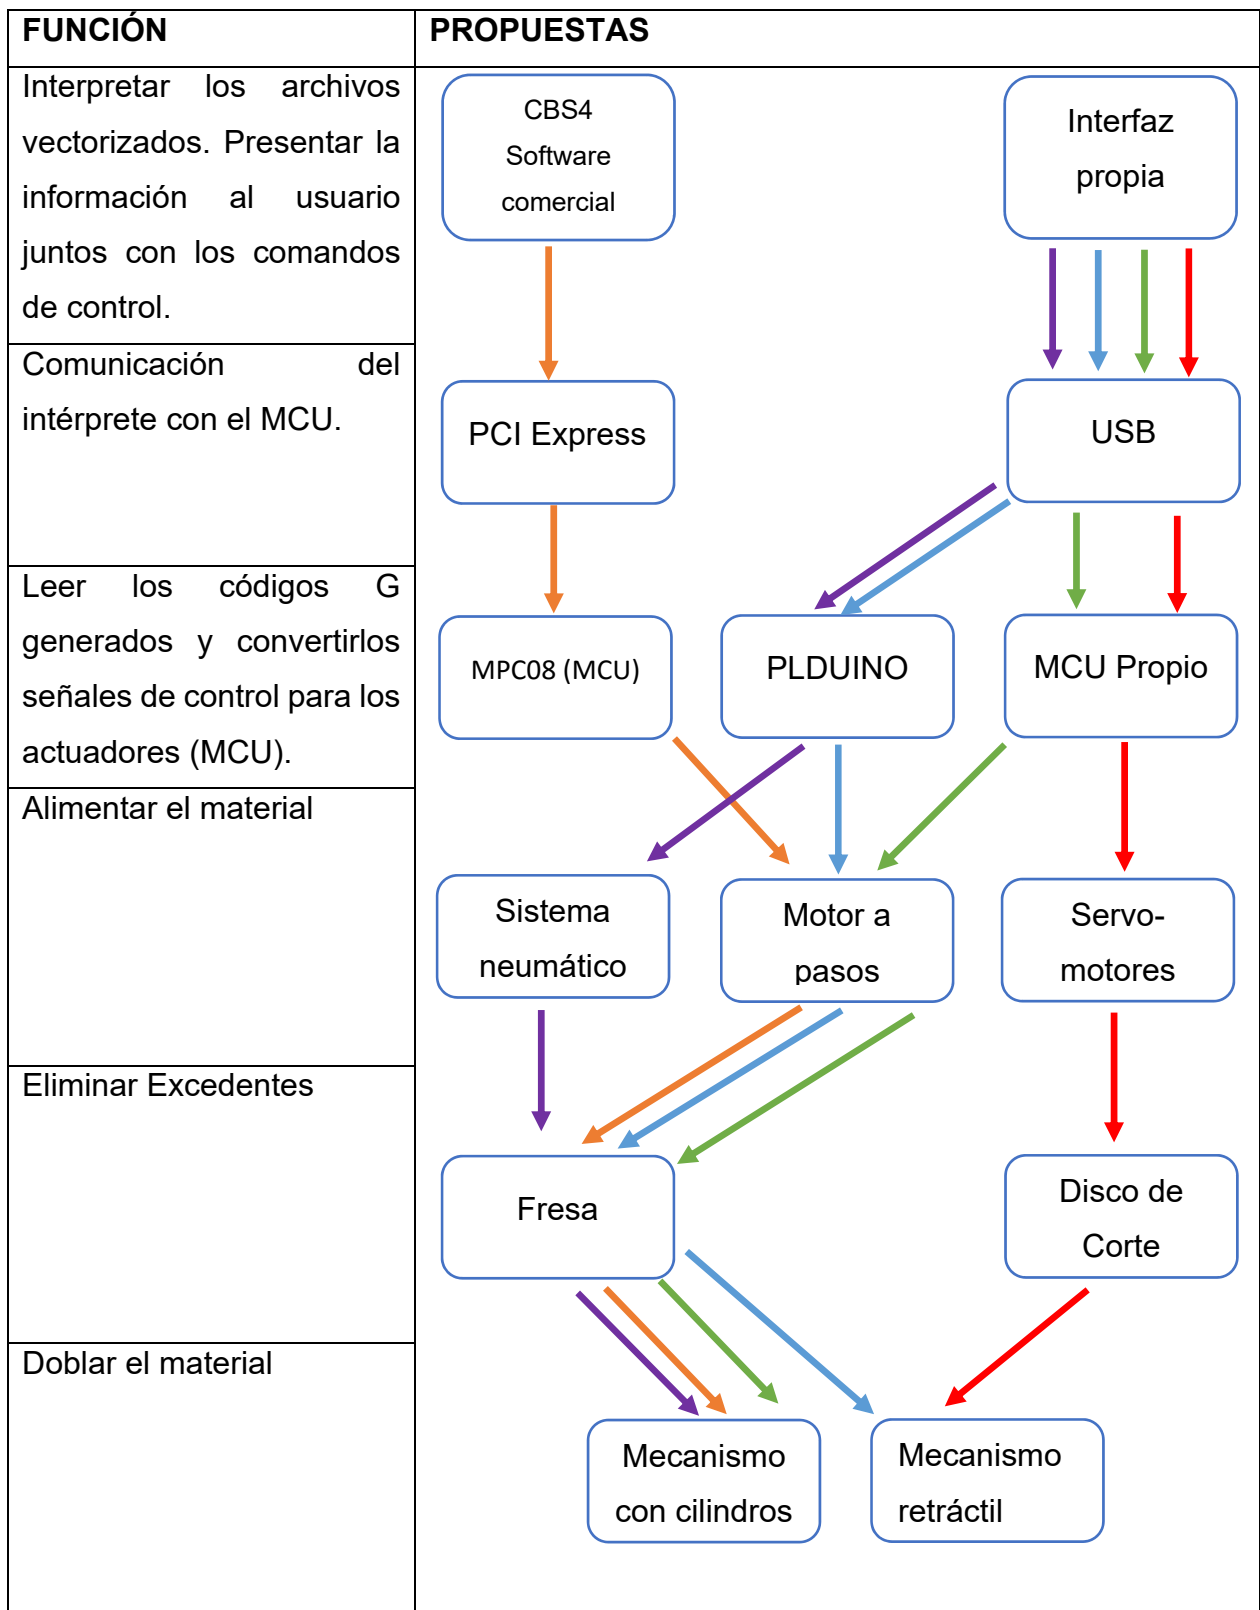 FUNCIÓN
PROPUESTAS
Interpretar los archivos
vectorizados. Presentar la
información al usuario
juntos con los comandos
de control.
CBS4
Software
comercial
Interfaz
propia
Comunicación del
intérprete con el MCU.
PCI Express
USB
Leer los códigos G
generados y convertirlos
señales de control para los
actuadores (MCU).
MPC08 (MCU)
PLDUINO
MCU Propio
Alimentar el material
Sistema
neumático
Motor a
pasos
Servo-
motores
Eliminar Excedentes
Fresa
Disco de
Corte
Doblar el material
Mecanismo
con cilindros
Mecanismo
retráctil